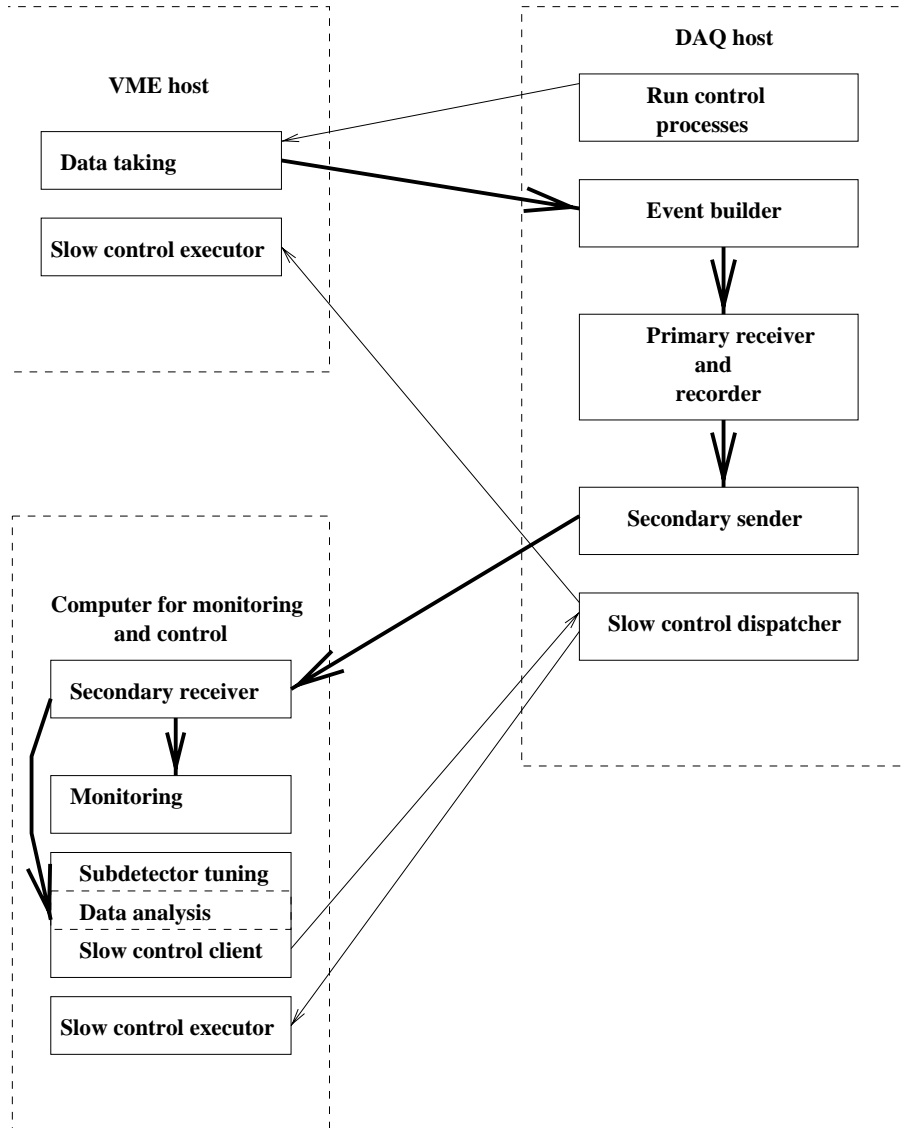 VME host
Data taking
Slow control executor
DAQ host
Run control
processes
Event builder
Primary receiver
and
recorder
Secondary sender
Slow control dispatcher
Computer for monitoring
and control
Secondary receiver
Monitoring
Subdetector tuning
Data analysis
Slow control client
Slow control executor